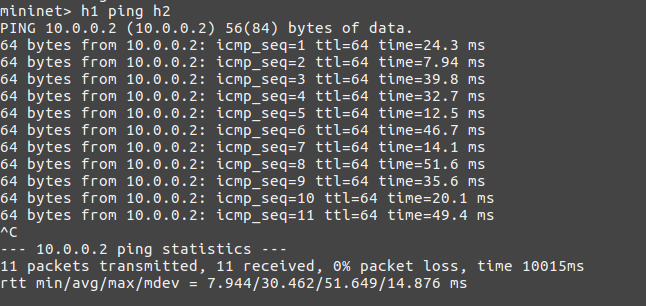 mininet> h1 ping h2
PING 10.0.0.2 (10.0.0.2) 56(84) bytes of data.
64 bytes from 10.0.0.2: icmp_seq=1 ttl=64 time=24.3 ms
64 bytes from 10.0.0.2: icmp_seq=2 ttl=64 time=7.94 ms
64 bytes from 10.0.0.2: icmp_seq=3 ttl=64 time=39.8 ms
64 bytes from 10.0.0.2: icmp_seq=4 ttl=64 time=32.7 ms
64 bytes from 10.0.0.2: icmp_seq=5 ttl=64 time=12.5 ms
64 bytes from 10.0.0.2: icmp_seq=6 ttl=64 time=46.7 ms
64 bytes from 10.0.0.2: icmp_seq=7 ttl=64 time=14.1 ms
64 bytes from 10.0.0.2: icmp_seq=8 ttl=64 time=51.6 ms
64 bytes from 10.0.0.2: icmp_seq=9 ttl=64 time=35.6 ms
64 bytes from 10.0.0.2: icmp_seq=10 ttl=64 time=20.1 ms
64 bytes from 10.0.0.2: icmp_seq=11 ttl=64 time=49.4 ms
^C
--- 10.0.0.2 ping statistics ---
11 packets transmitted, 11 received, 0% packet loss, time 10015ms
rtt min/avg/max/mdev = 7.944/30.462/51.649/14.876 ms